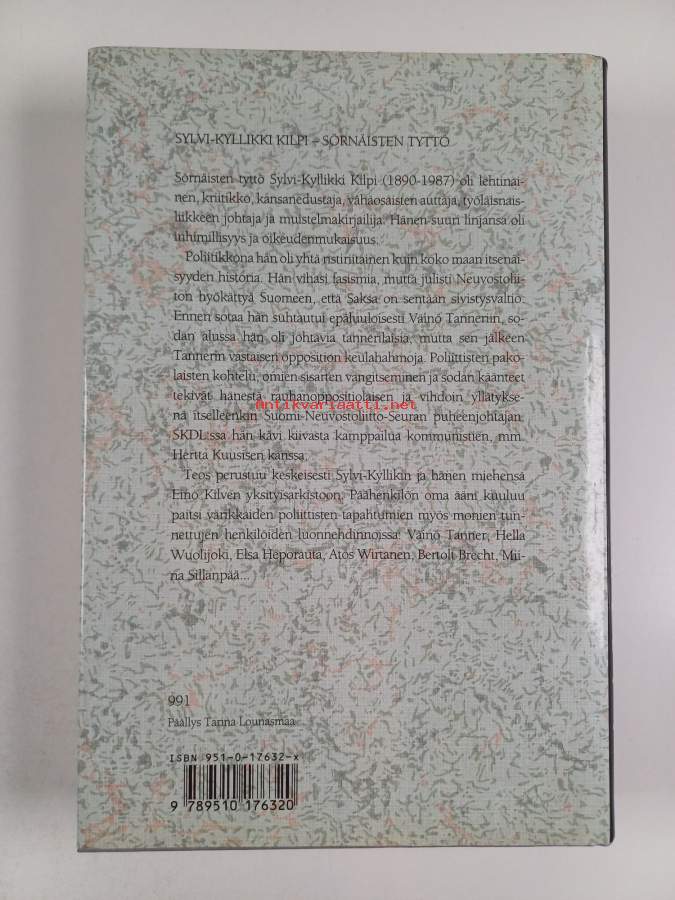 SYLVI-KYLLIKKI KILPI – SÖRNÄISTEN TYTTÖ
Sörnäisten tyttö Sylvi-Kyllikki Kilpi (1890-1987) oli lehtinai-
nen, kriitikko, kansanedustaja, vähäosaisten auttaja, työläisnais-
liikkeen johtaja ja muistelmakirjailija. Hänen suuri linjansa oli
inhimillisyys ja oikeudenmukaisuus.
Poliitikkona hän oli yhtä ristiriitainen kuin koko maan itsenäi-
syyden historia. Hän vihasi fasismia, mutta julisti Neuvostolii-
ton hyökättyä Suomeen, että Saksa on sentään sivistysvaltio.
Ennen sotaa hän suhtautui epäluuloisesti Väinö Tanneriin, so-
dan alussa hän oli johtavia tannerilaisia, mutta sen jälkeen
Tannerin vastaisen opposition keulahahmoja. Poliittisten pako-
laisten kohtelu, omien sisarten vangitseminen ja sodan käänteet
tekivät hänestä rauhanoppositiolaisen ja vihdoin yllätyksek-
antikvariaatti.net
nä itselleenkin Suomi-Neuvostoliitto-Seuran puheenjohtajan.
SKDL:ssä hän kävi kiivasta kamppailua kommunistien, mm.
Hertta Kuusisen kanssa.
Teos perustuu keskeisesti Sylvi-Kyllikin ja hänen miehensä
Eino Kilven yksityisarkistoon. Päähenkilön oma ääni kuuluu
paitsi värikkäiden poliittisten tapahtumien myös monien tun-
nettujen henkilöiden luonnehdinnoissa: Väinö Tanner, Hella
Wuolijoki, Elsa Heporauta, Atos Wirtanen, Bertolt Brecht, Mii-
na Sillanpää...
991
Päällys Tanna Lounasmaa
ISBN 951-0-17632-x
9 789510 176320